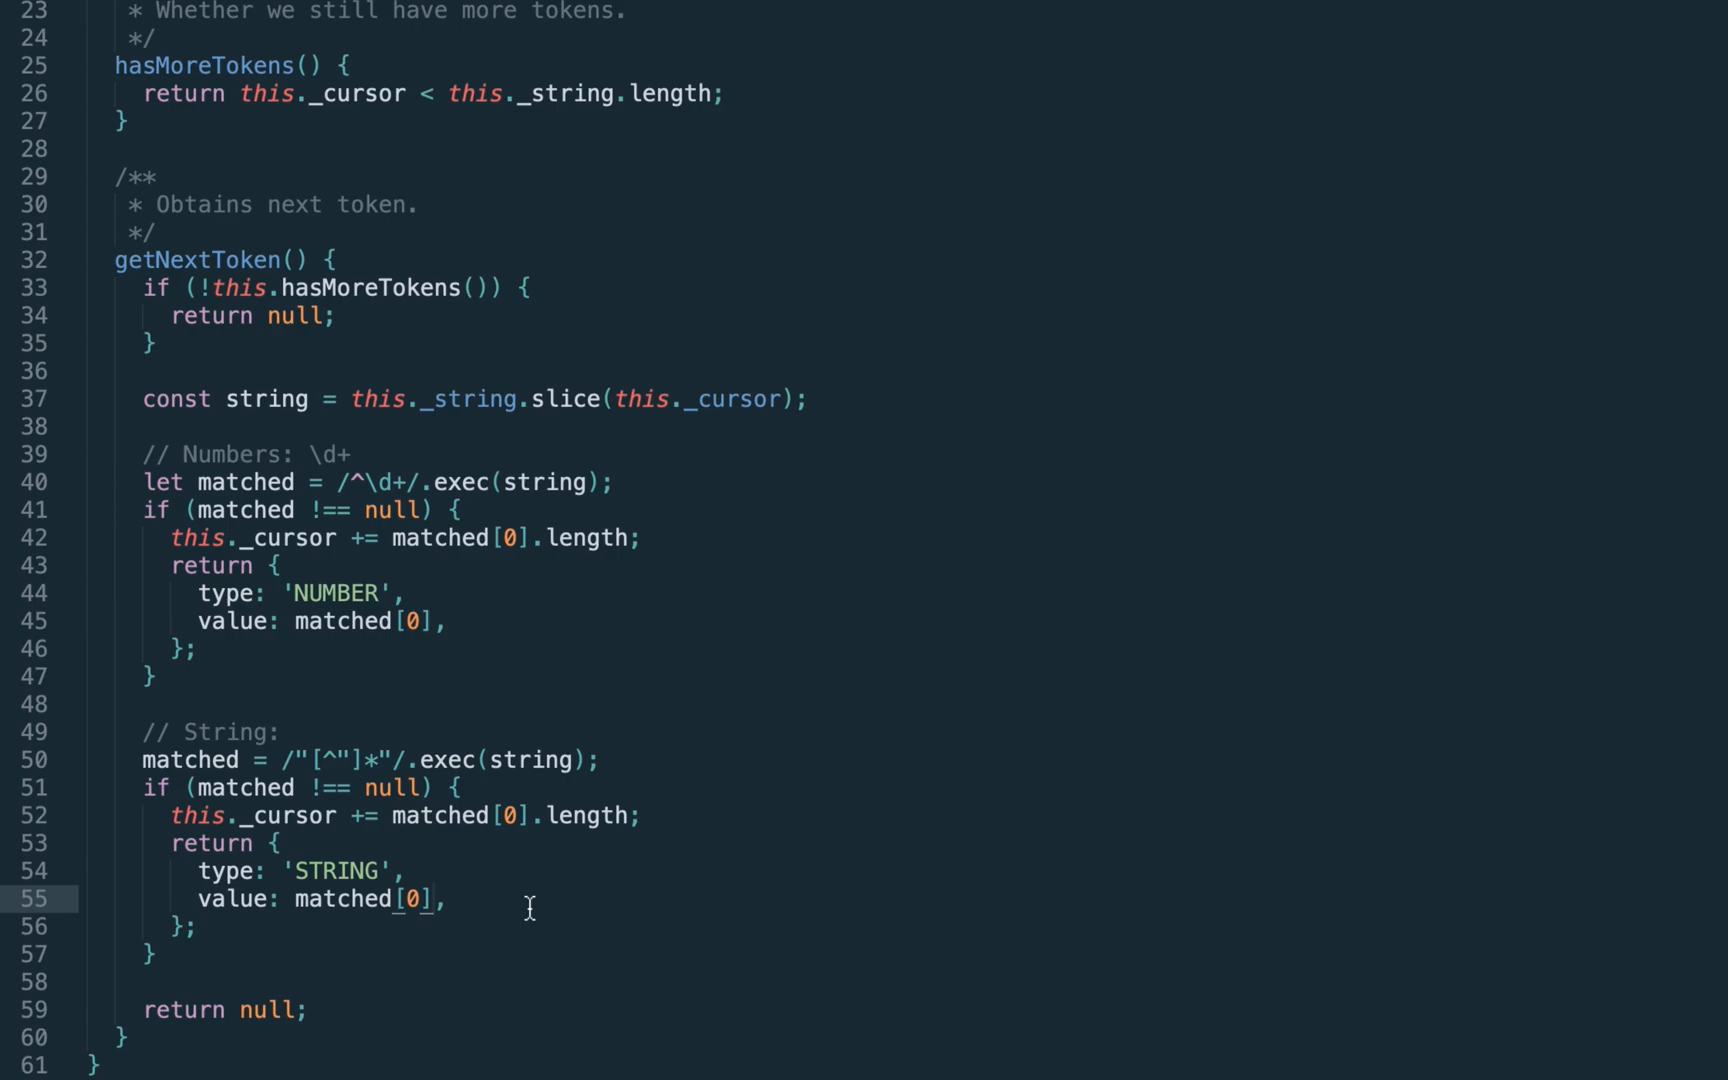 23 * Whether we still have more tokens.
24 */
25 hasMoreTokens() {
26 return this._cursor < this._string.length;
27 }
28
29 /**
30 * Obtains next token.
31 */
32 getNextToken() {
33 if (!this.hasMoreTokens()) {
34 return null;
35 }
36
37 const string = this._string.slice(this._cursor);
38
39 // Numbers: \d+
40 let matched = /^\d+/.exec(string);
41 if (matched !== null) {
42 this._cursor += matched[0].length;
43 return {
44 type: 'NUMBER',
45 value: matched[0],
46 };
47 }
48
49 // String:
50 matched = /"[^"]*"/.exec(string);
51 if (matched !== null) {
52 this._cursor += matched[0].length;
53 return {
54 type: 'STRING',
55 value: matched[0],
56 };
57 }
58
59 return null;
60 }
61 }